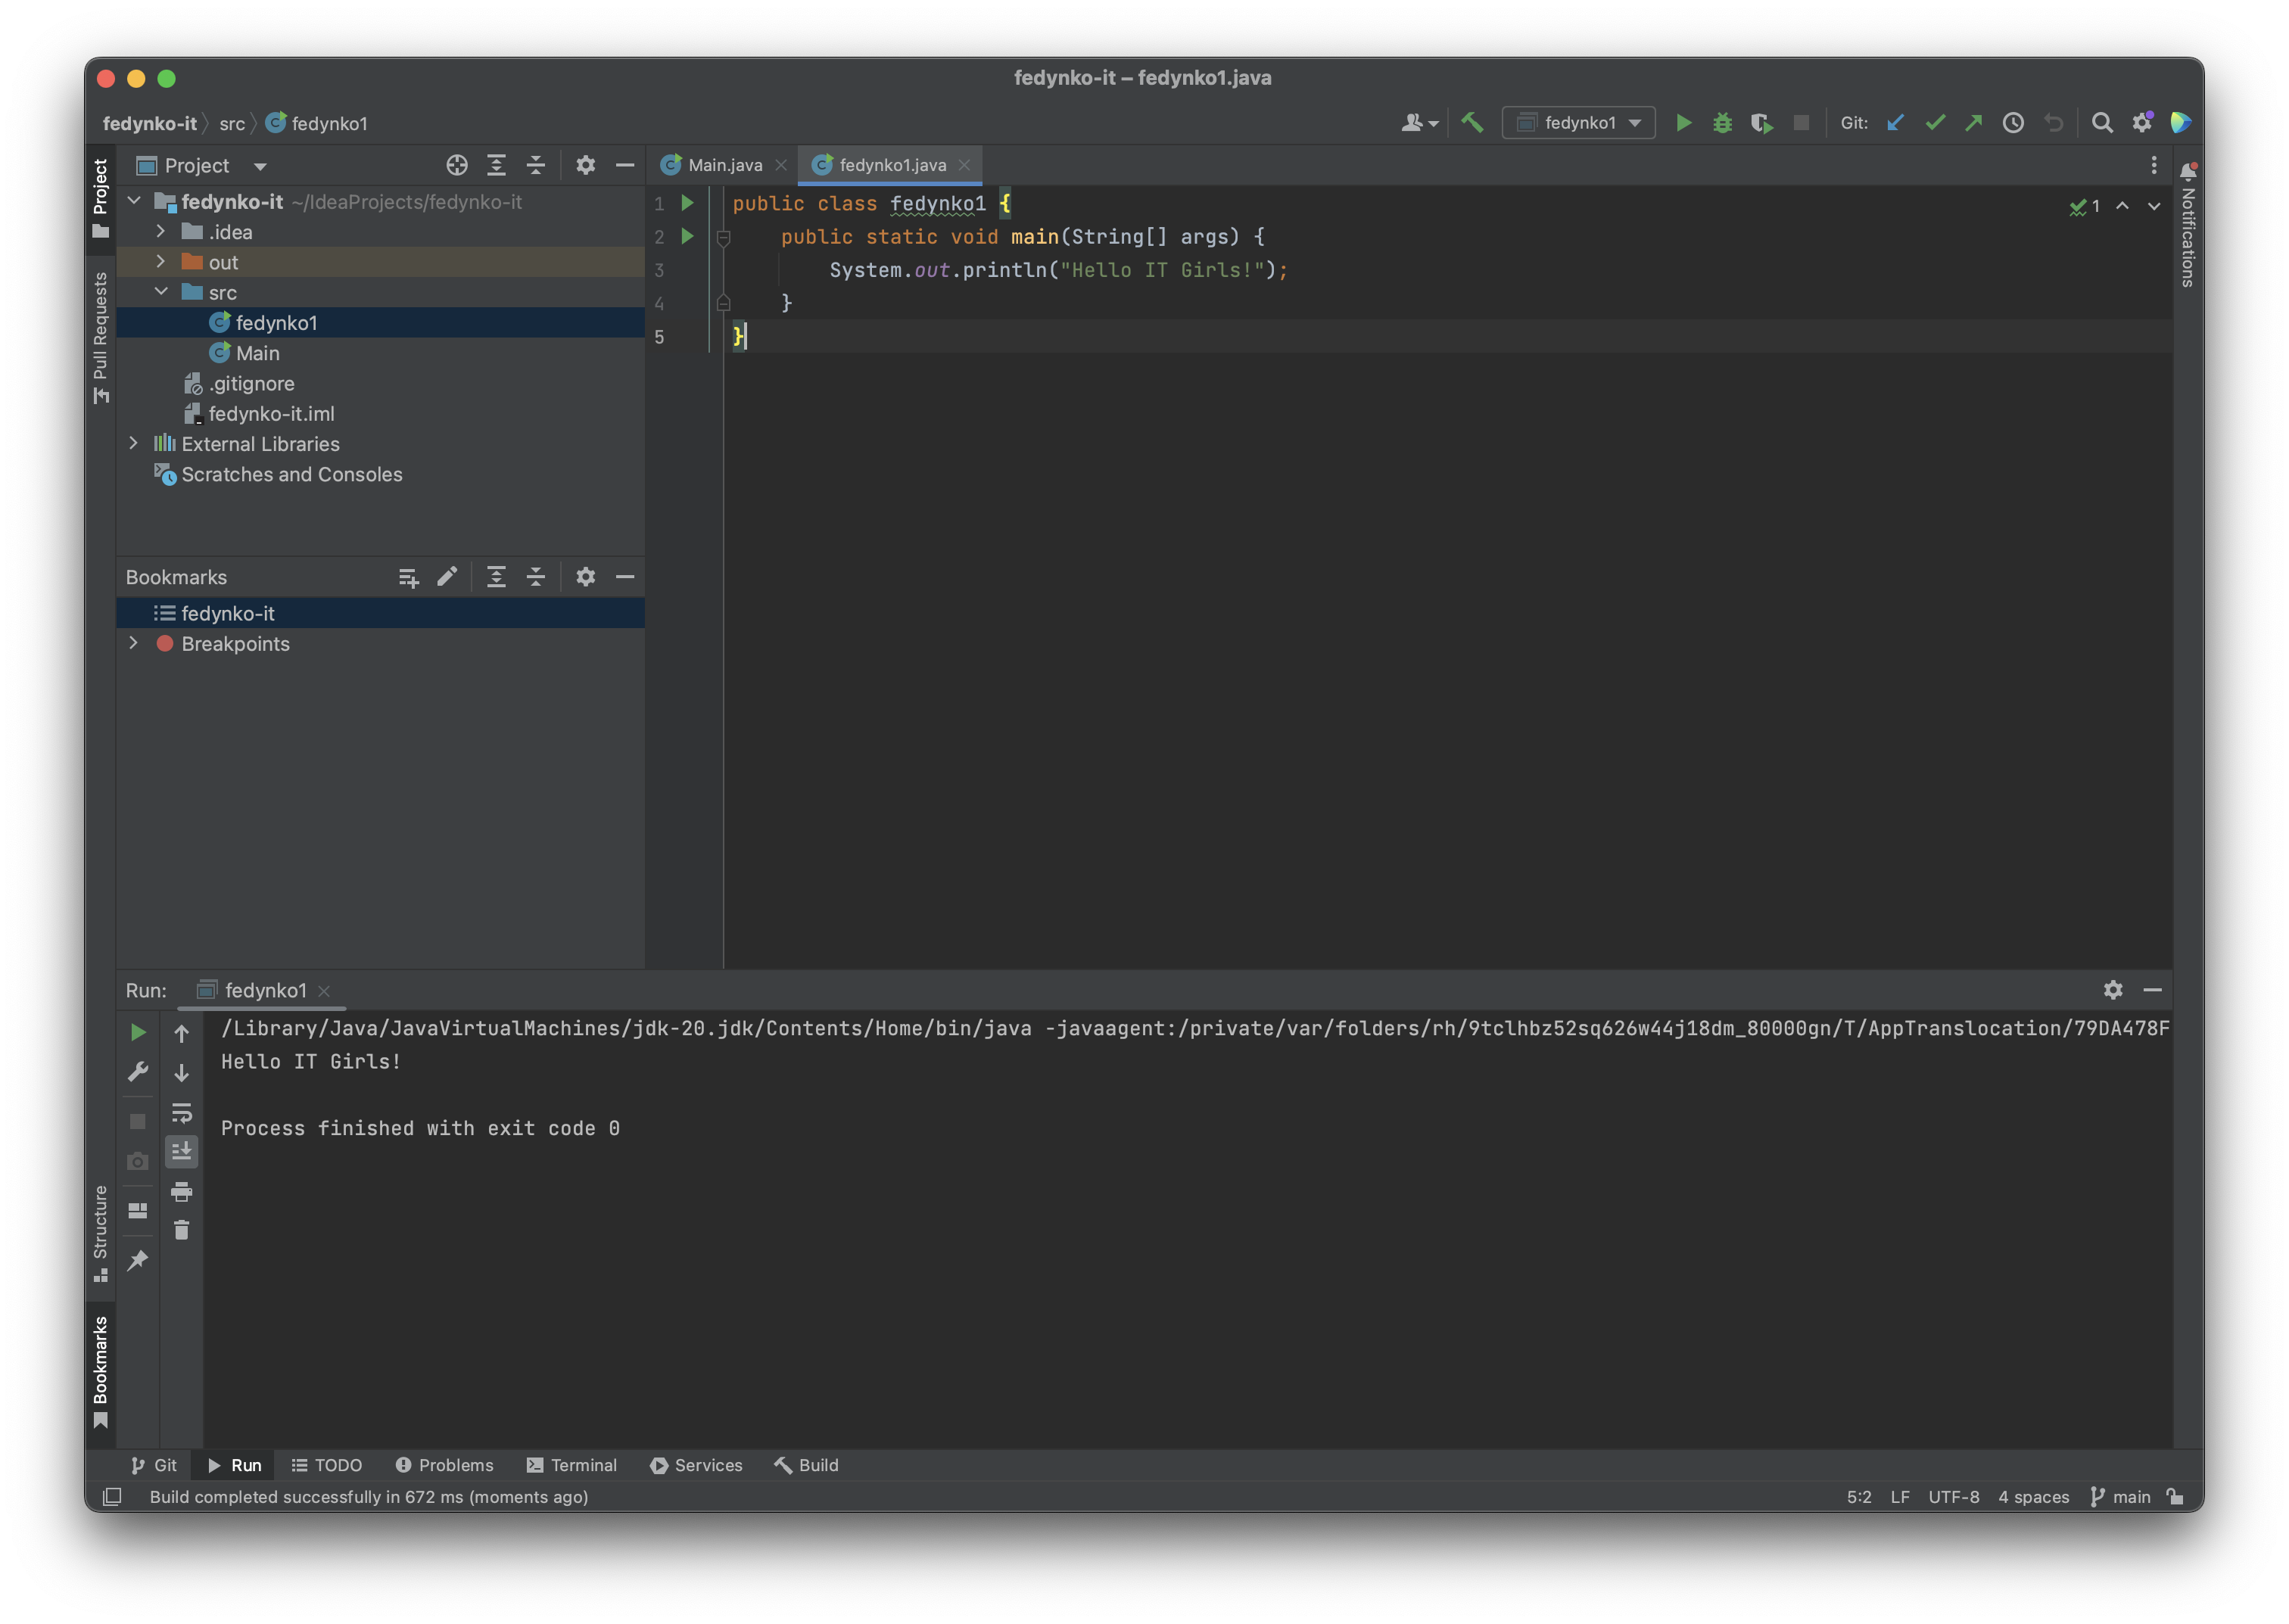 fedynko-it – fedynko1.java
fedynko-it src fedynko1
fedynko1
Git:
Project
Main.java
fedynko1.java
Project
Pull Requests
Structure
Bookmarks
Notifications
fedynko-it ~/IdeaProjects/fedynko-it
.idea
out
src
fedynko1
Main
.gitignore
fedynko-it.iml
External Libraries
Scratches and Consoles
Bookmarks
fedynko-it
Breakpoints
1 public class fedynko1 {
2 public static void main(String[] args) {
3 System.out.println("Hello IT Girls!");
4 }
5 }
1
Run: fedynko1
/Library/Java/JavaVirtualMachines/jdk-20.jdk/Contents/Home/bin/java -javaagent:/private/var/folders/rh/9tclhbz52sq626w44j18dm_80000gn/T/AppTranslocation/79DA478F
Hello IT Girls!
Process finished with exit code 0
Git Run TODO Problems Terminal Services Build
Build completed successfully in 672 ms (moments ago)
5:2 LF UTF-8 4 spaces main